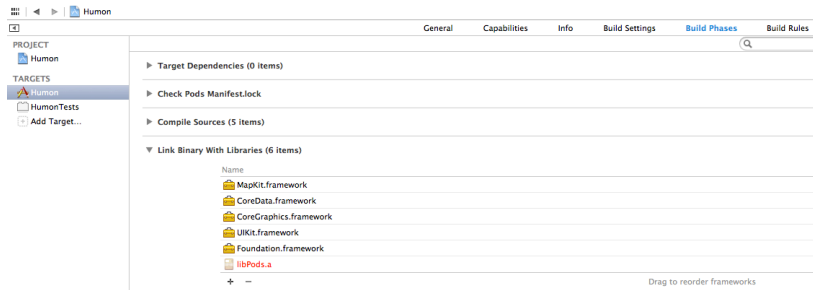 Humon
General Capabilities Info Build Settings Build Phases Build Rules
PROJECT
Humon
TARGETS
Humon
HumonTests
Add Target...
Target Dependencies (0 items)
Check Pods Manifest.lock
Compile Sources (5 items)
Link Binary With Libraries (6 items)
Name
MapKit.framework
CoreData.framework
CoreGraphics.framework
UIKit.framework
Foundation.framework
libPods.a
+ −
Drag to reorder frameworks